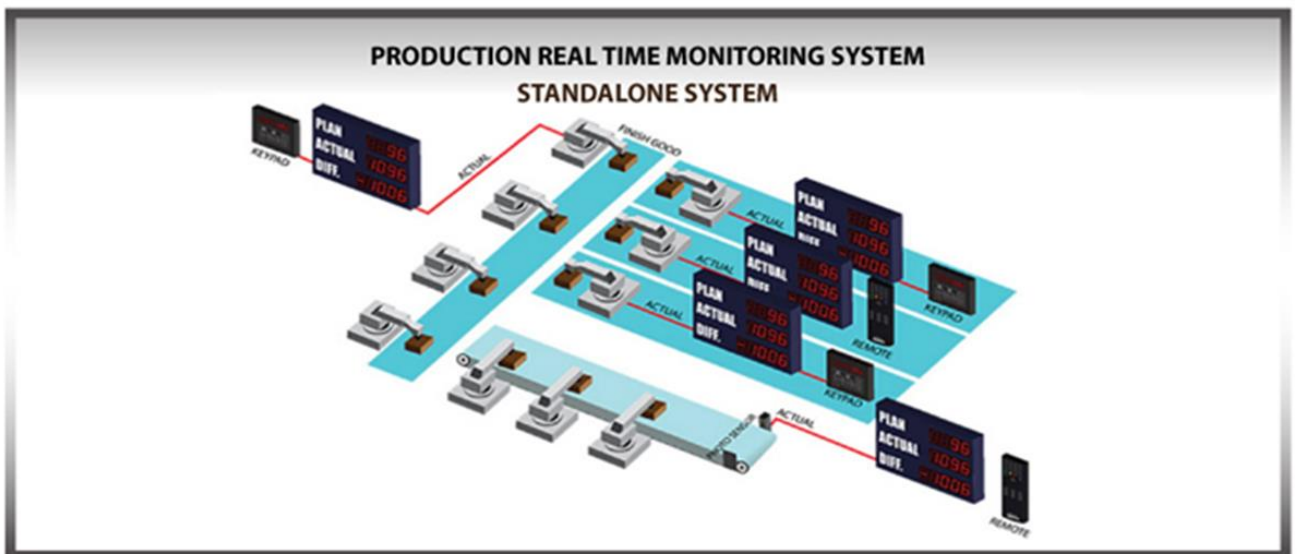 PRODUCTION REAL TIME MONITORING SYSTEM
STANDALONE SYSTEM
KEYPAD
PLAN 96
ACTUAL 1096
DIFF. -1006
ACTUAL
FINISH GOOD
ACTUAL
PLAN 96
ACTUAL 1096
DIFF. -1006
KEYPAD
ACTUAL
PLAN 96
ACTUAL 1096
DIFF. -1006
REMOTE
ACTUAL
PLAN 96
ACTUAL 1096
DIFF. -1006
KEYPAD
PHOTO SENSOR
ACTUAL
PLAN 96
ACTUAL 1096
DIFF. -1006
REMOTE